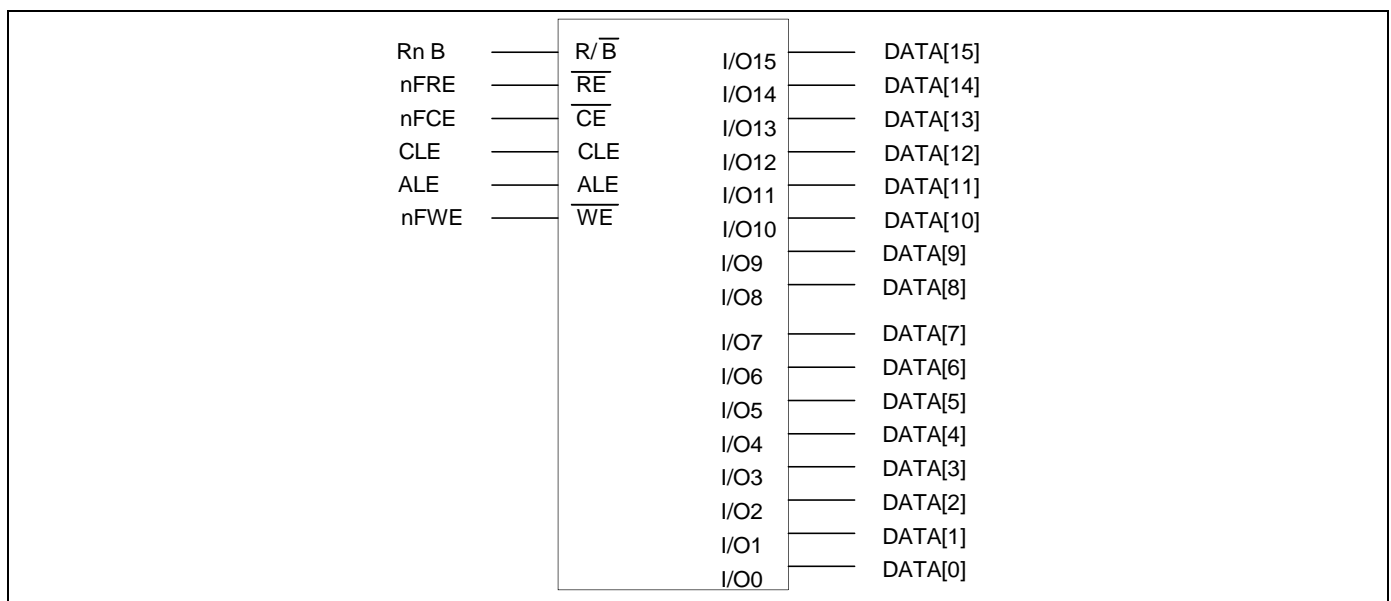 Rn B R/B I/O15 DATA[15]
nFRE RE I/O14 DATA[14]
nFCE CE I/O13 DATA[13]
CLE CLE I/O12 DATA[12]
ALE ALE I/O11 DATA[11]
nFWE WE I/O10 DATA[10]
I/O9 DATA[9]
I/O8 DATA[8]
I/O7 DATA[7]
I/O6 DATA[6]
I/O5 DATA[5]
I/O4 DATA[4]
I/O3 DATA[3]
I/O2 DATA[2]
I/O1 DATA[1]
I/O0 DATA[0]